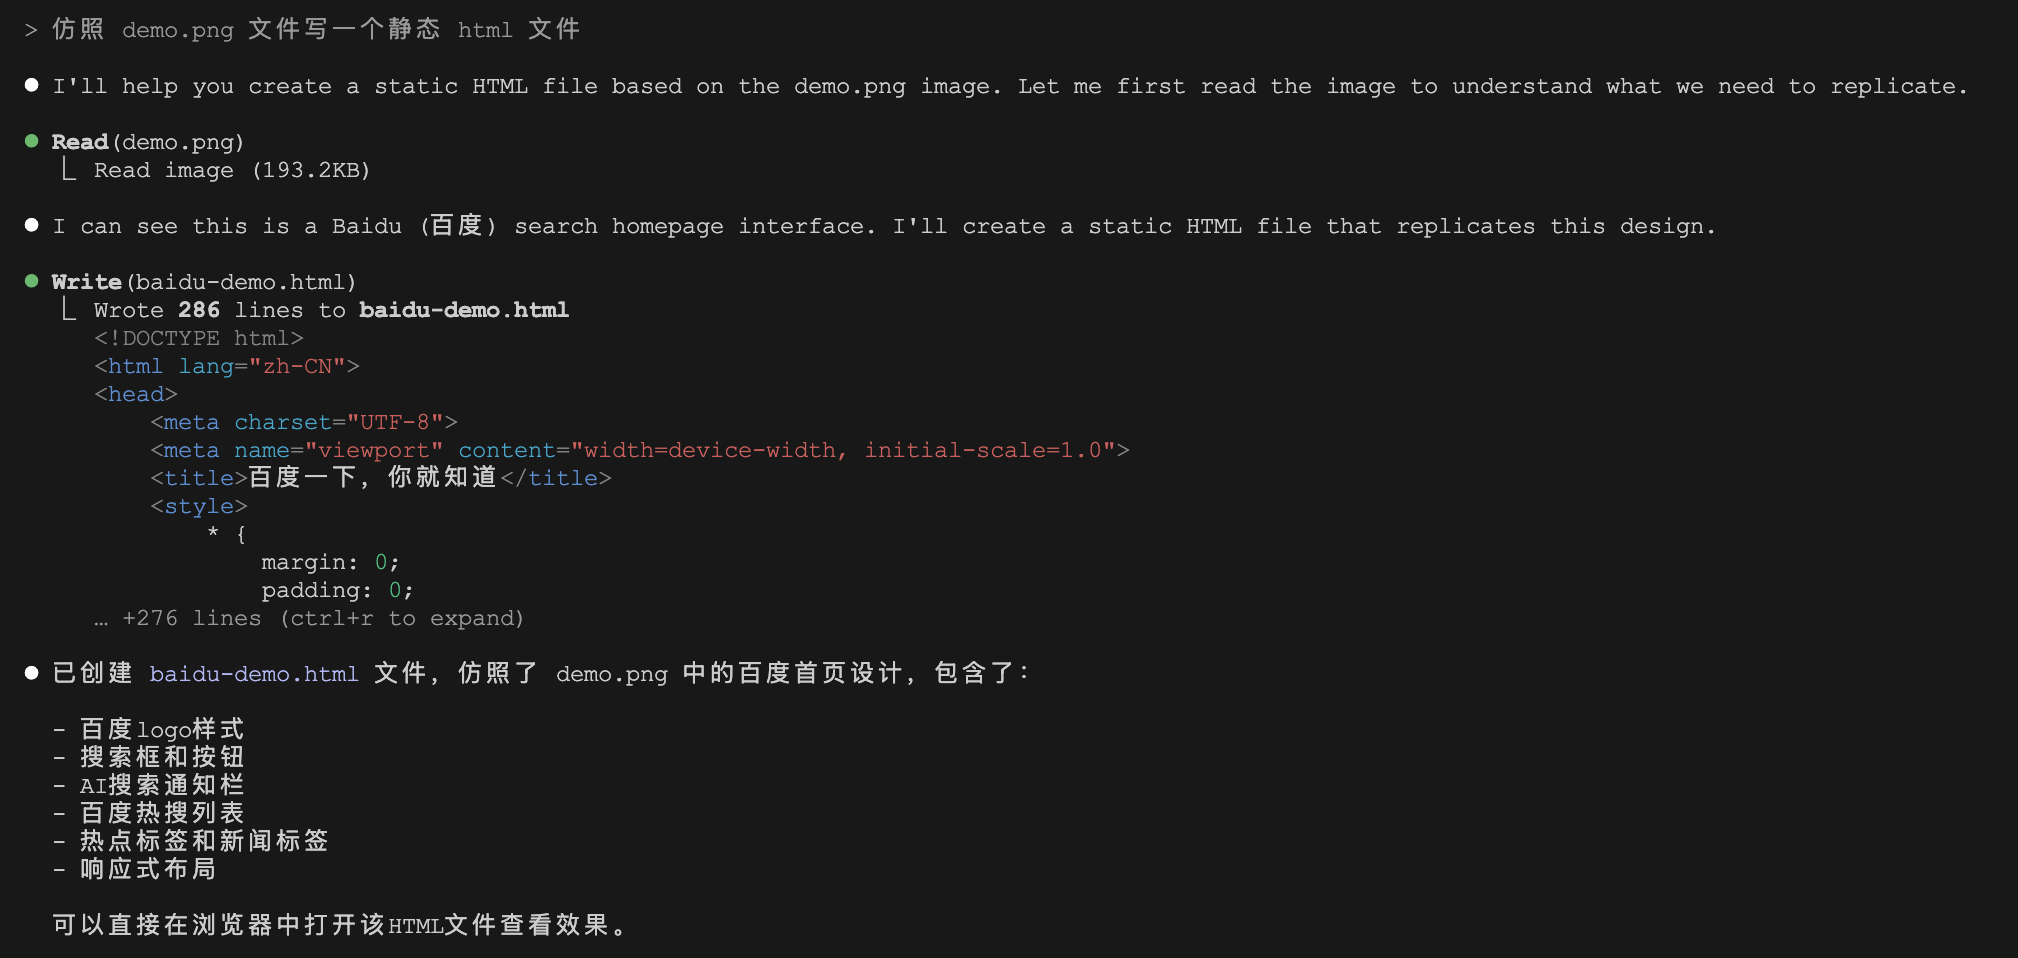 > 仿照 demo.png 文件写一个静态 html 文件
● I'll help you create a static HTML file based on the demo.png image. Let me first read the image to understand what we need to replicate.
● Read(demo.png)
⎿ Read image (193.2KB)
● I can see this is a Baidu (百度) search homepage interface. I'll create a static HTML file that replicates this design.
● Write(baidu-demo.html)
⎿ Wrote 286 lines to baidu-demo.html
<!DOCTYPE html>
<html lang="zh-CN">
<head>
<meta charset="UTF-8">
<meta name="viewport" content="width=device-width, initial-scale=1.0">
<title>百度一下，你就知道</title>
<style>
* {
margin: 0;
padding: 0;
… +276 lines (ctrl+r to expand)
● 已创建 baidu-demo.html 文件，仿照了 demo.png 中的百度首页设计，包含了：
- 百度logo样式
- 搜索框和按钮
- AI搜索通知栏
- 百度热搜列表
- 热点标签和新闻标签
- 响应式布局
可以直接在浏览器中打开该HTML文件查看效果。